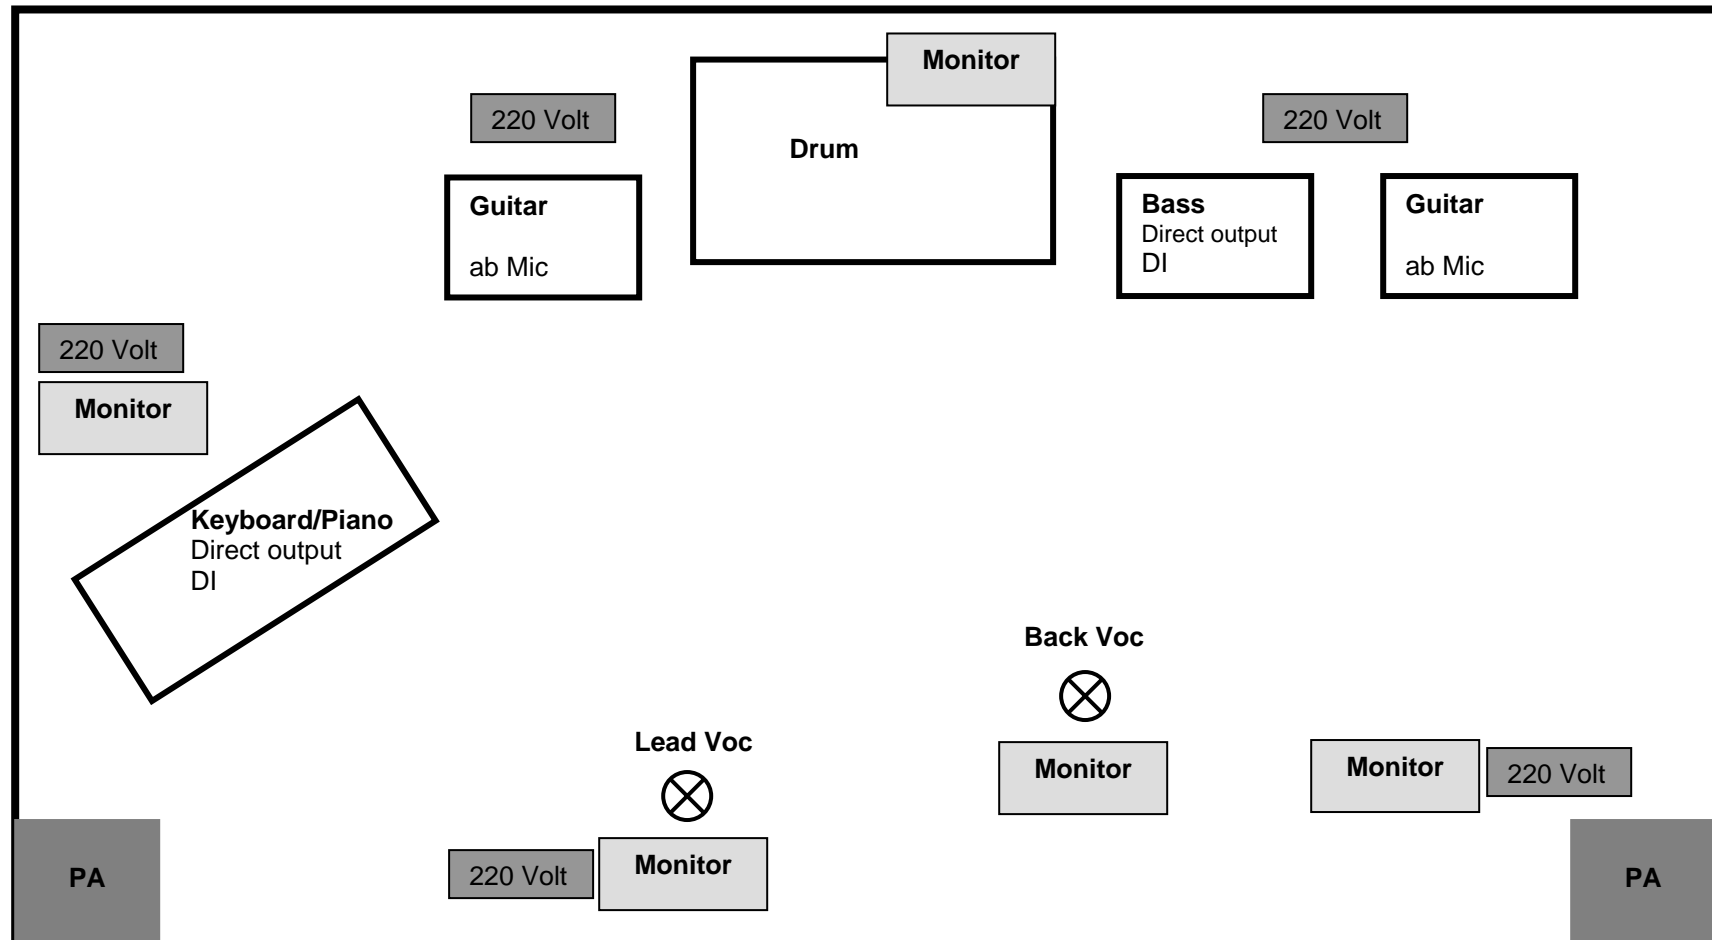 Monitor
220 Volt
Drum
220 Volt
Guitar
ab Mic
Bass
Direct output
DI
Guitar
ab Mic
220 Volt
Monitor
Keyboard/Piano
Direct output
DI
Back Voc
Lead Voc
Monitor
Monitor
220 Volt
PA
220 Volt
Monitor
PA